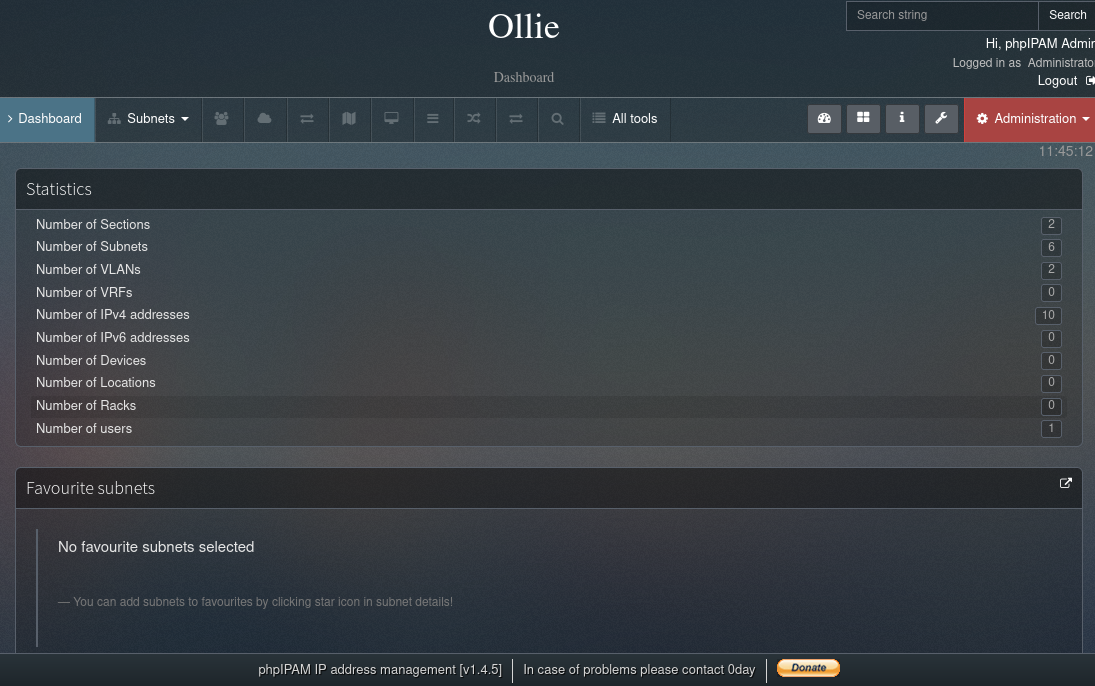 Ollie
Search string
Search
Hi, phpIPAM Admin
Logged in as Administrator
Dashboard
Logout
Dashboard
Subnets
All tools
Administration
11:45:12
Statistics
Number of Sections 2
Number of Subnets 6
Number of VLANs 2
Number of VRFs 0
Number of IPv4 addresses 10
Number of IPv6 addresses 0
Number of Devices 0
Number of Locations 0
Number of Racks 0
Number of users 1
Favourite subnets
No favourite subnets selected
— You can add subnets to favourites by clicking star icon in subnet details!
phpIPAM IP address management [v1.4.5] In case of problems please contact 0day Donate